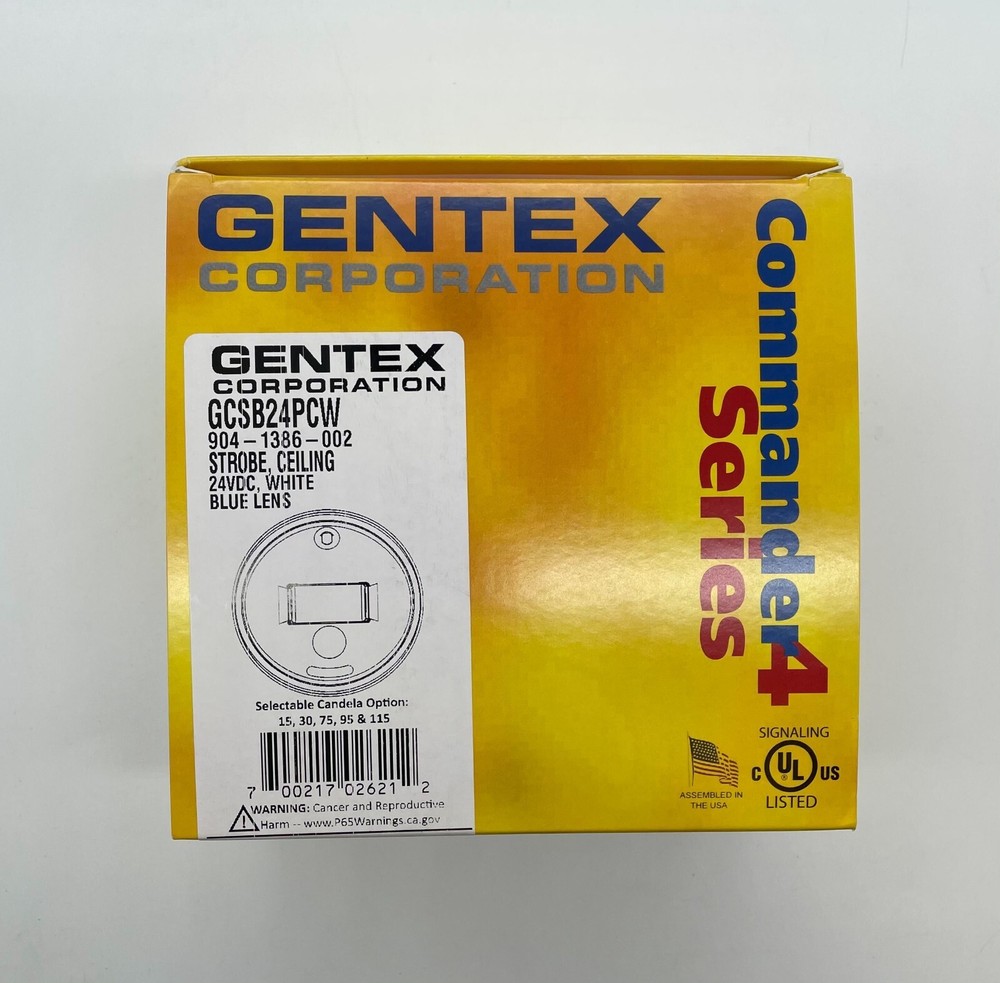 GENTEX
CORPORATION
Commander4
Series
GENTEX
CORPORATION
GCSB24PCW
904-1386-002
STROBE, CEILING
24VDC, WHITE
BLUE LENS
Selectable Candela Option:
15, 30, 75, 95 & 115
7 00217 02621 2
WARNING: Cancer and Reproductive
Harm -- www.P65Warnings.ca.gov
ASSEMBLED IN
THE USA
SIGNALING
C UL US
®
LISTED